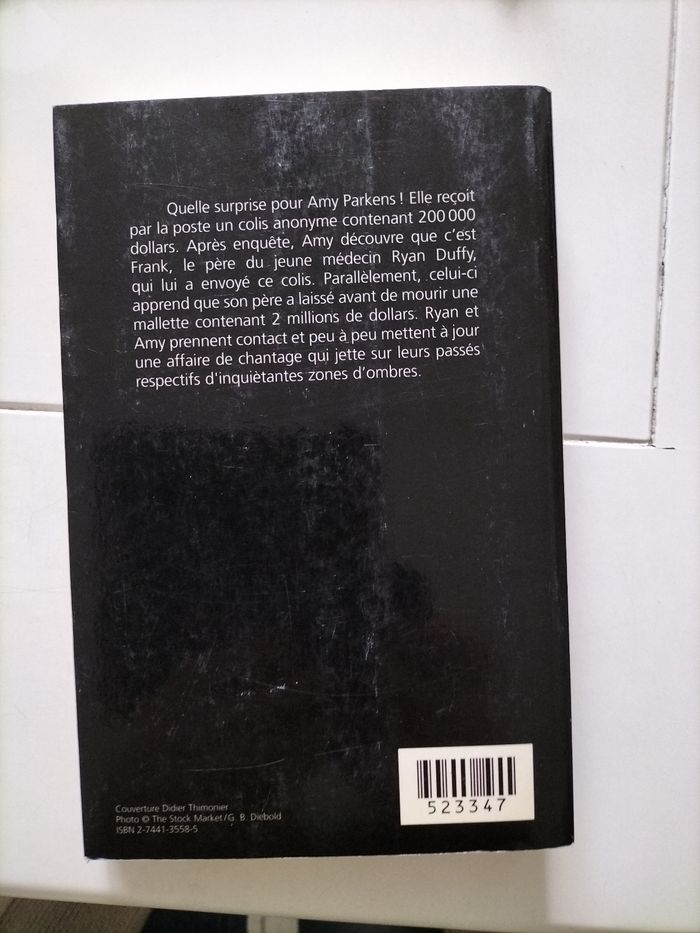 Quelle surprise pour Amy Parkens ! Elle reçoit
par la poste un colis anonyme contenant 200 000
dollars. Après enquête, Amy découvre que c'est
Frank, le père du jeune médecin Ryan Duffy,
qui lui a envoyé ce colis. Parallèlement, celui-ci
apprend que son père a laissé avant de mourir une
mallette contenant 2 millions de dollars. Ryan et
Amy prennent contact et peu à peu mettent à jour
une affaire de chantage qui jette sur leurs passés
respectifs d'inquiètantes zones d'ombres.
Couverture Didier Thimonier
Photo © The Stock Market/G. B. Diebold
ISBN 2-7441-3558-5
523347